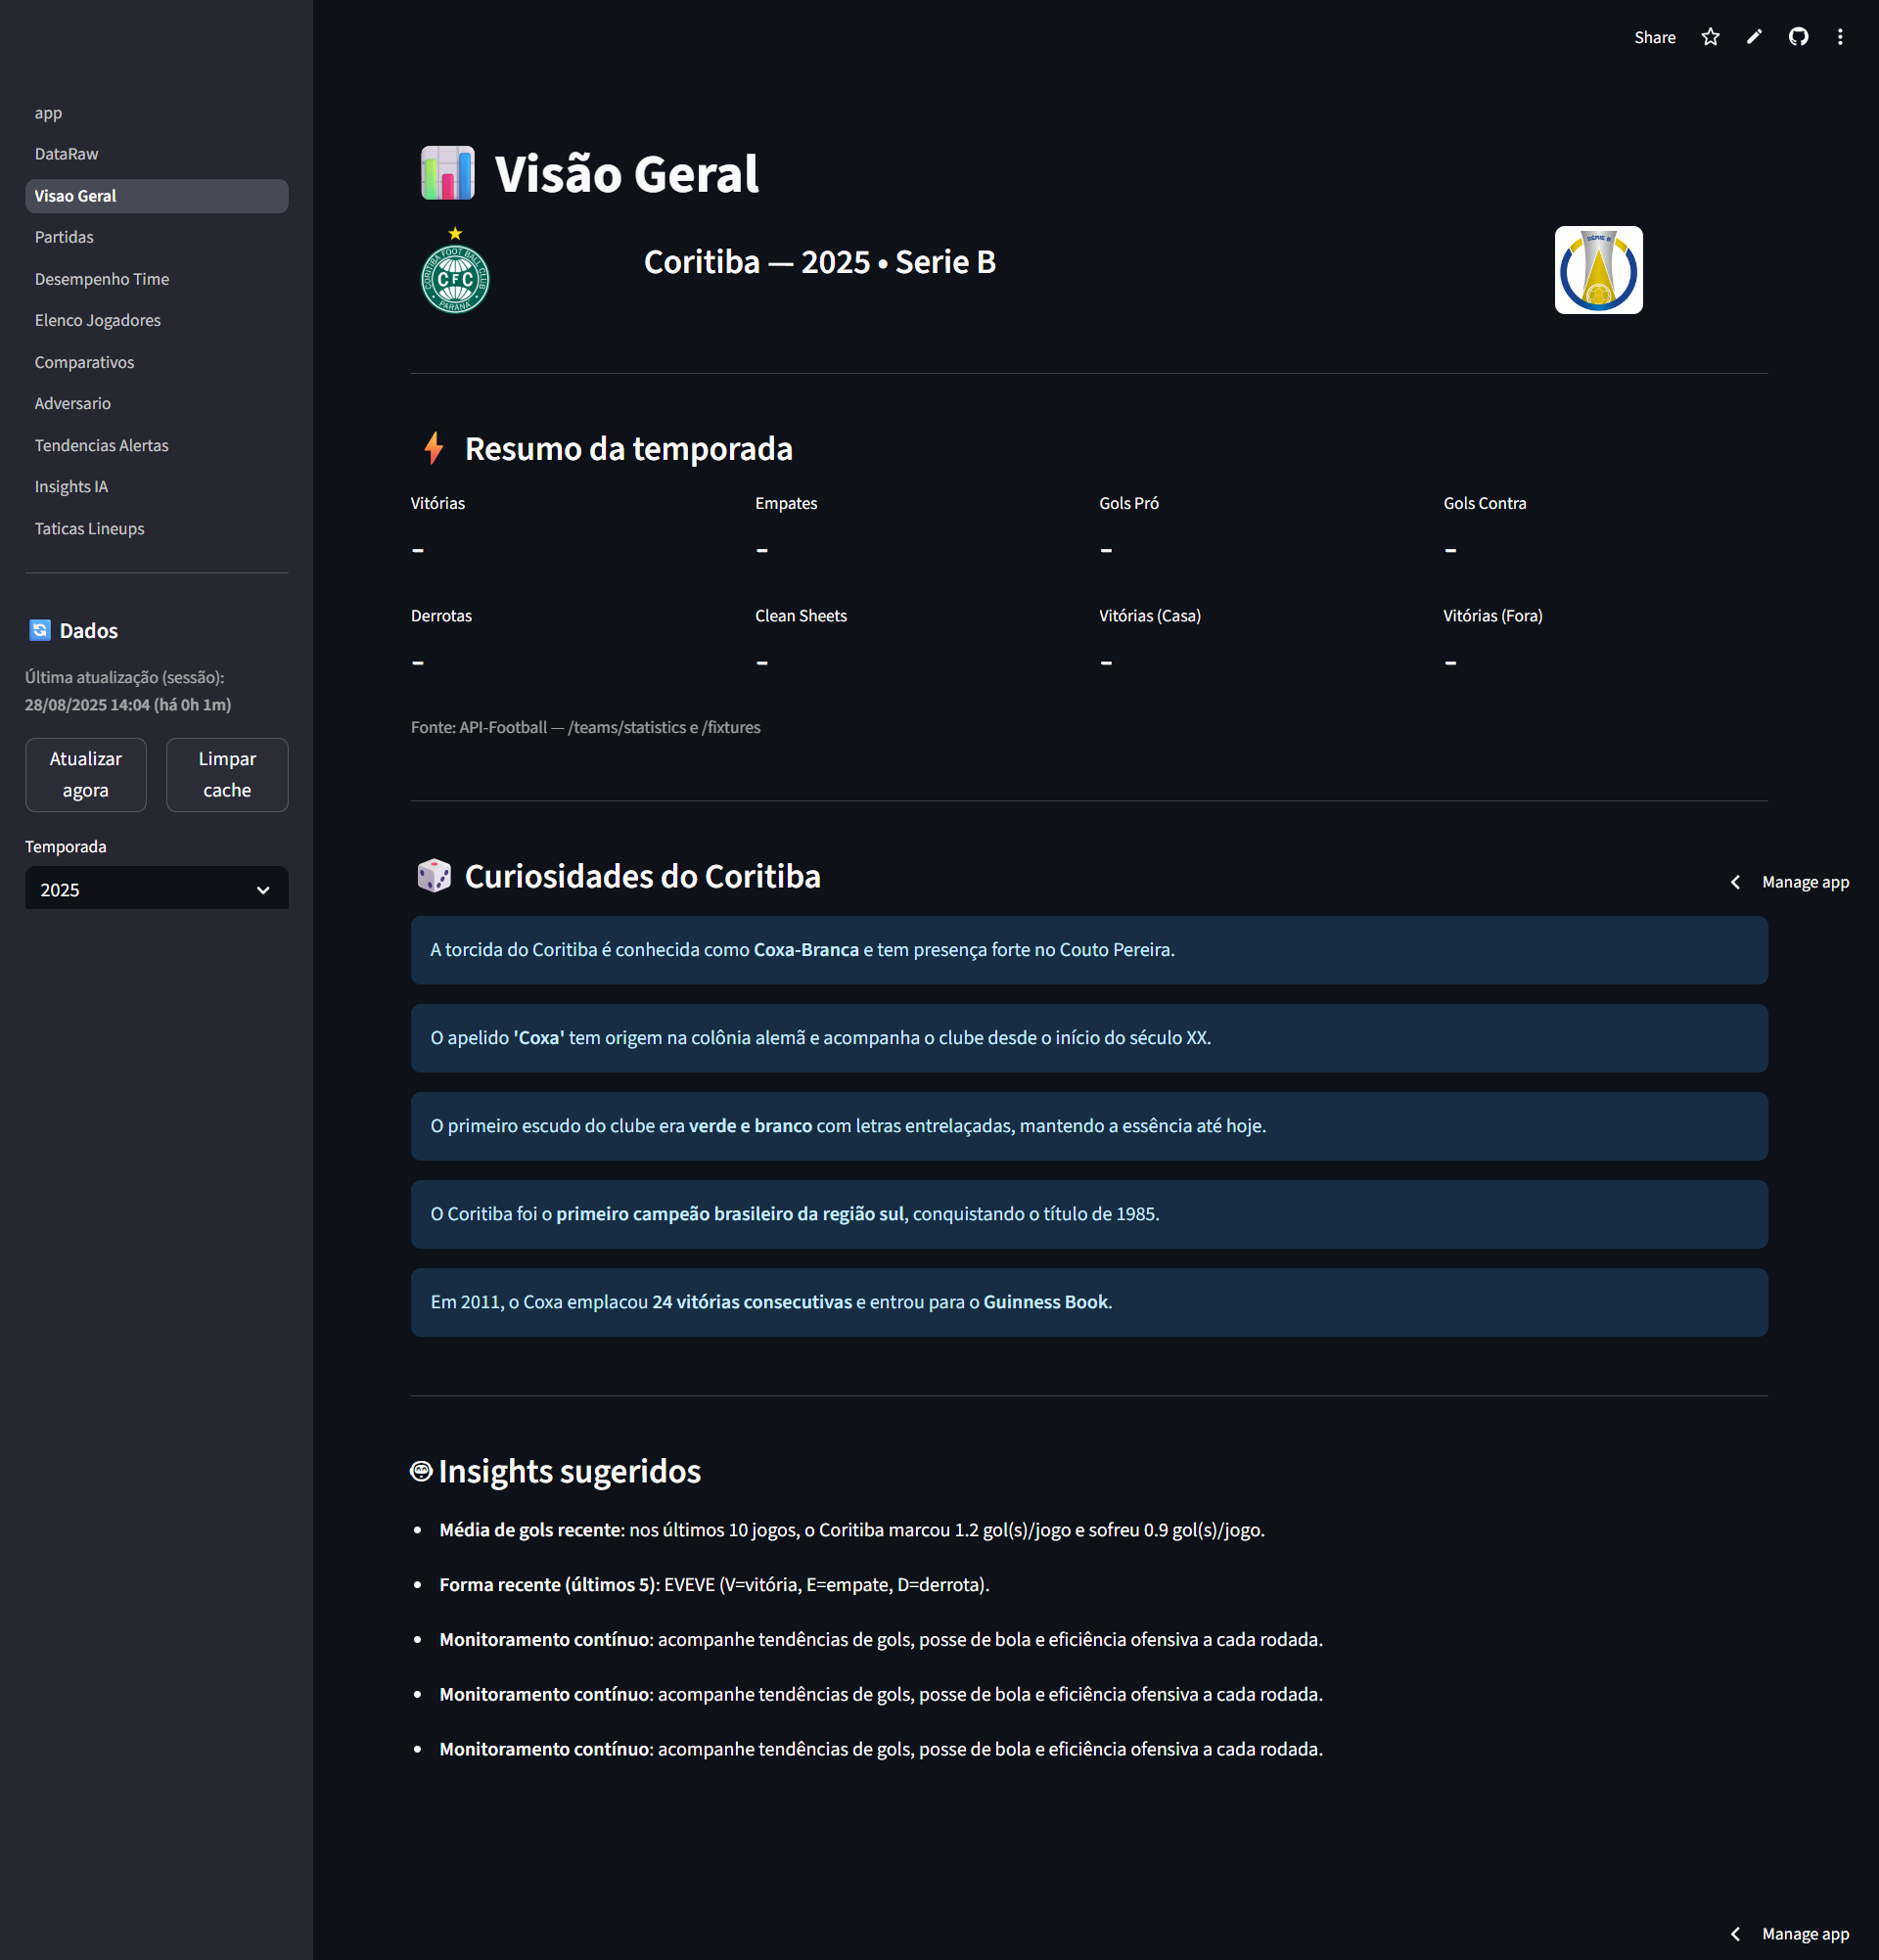 Share
app
DataRaw
Visao Geral
Partidas
Desempenho Time
Elenco Jogadores
Comparativos
Adversario
Tendencias Alertas
Insights IA
Taticas Lineups
Dados
Última atualização (sessão):
28/08/2025 14:04 (há 0h 1m)
Atualizar
agora
Limpar
cache
Temporada
2025
Visão Geral
CORITIBA FOOT BALL CLUB
CFC
PARANÁ
Coritiba — 2025 • Serie B
SÉRIE B
Resumo da temporada
Vitórias
–
Empates
–
Gols Pró
–
Gols Contra
–
Derrotas
–
Clean Sheets
–
Vitórias (Casa)
–
Vitórias (Fora)
–
Fonte: API-Football — /teams/statistics e /fixtures
Curiosidades do Coritiba
Manage app
A torcida do Coritiba é conhecida como Coxa-Branca e tem presença forte no Couto Pereira.
O apelido 'Coxa' tem origem na colônia alemã e acompanha o clube desde o início do século XX.
O primeiro escudo do clube era verde e branco com letras entrelaçadas, mantendo a essência até hoje.
O Coritiba foi o primeiro campeão brasileiro da região sul, conquistando o título de 1985.
Em 2011, o Coxa emplacou 24 vitórias consecutivas e entrou para o Guinness Book.
Insights sugeridos
• Média de gols recente: nos últimos 10 jogos, o Coritiba marcou 1.2 gol(s)/jogo e sofreu 0.9 gol(s)/jogo.
• Forma recente (últimos 5): EVEVE (V=vitória, E=empate, D=derrota).
• Monitoramento contínuo: acompanhe tendências de gols, posse de bola e eficiência ofensiva a cada rodada.
• Monitoramento contínuo: acompanhe tendências de gols, posse de bola e eficiência ofensiva a cada rodada.
• Monitoramento contínuo: acompanhe tendências de gols, posse de bola e eficiência ofensiva a cada rodada.
Manage app